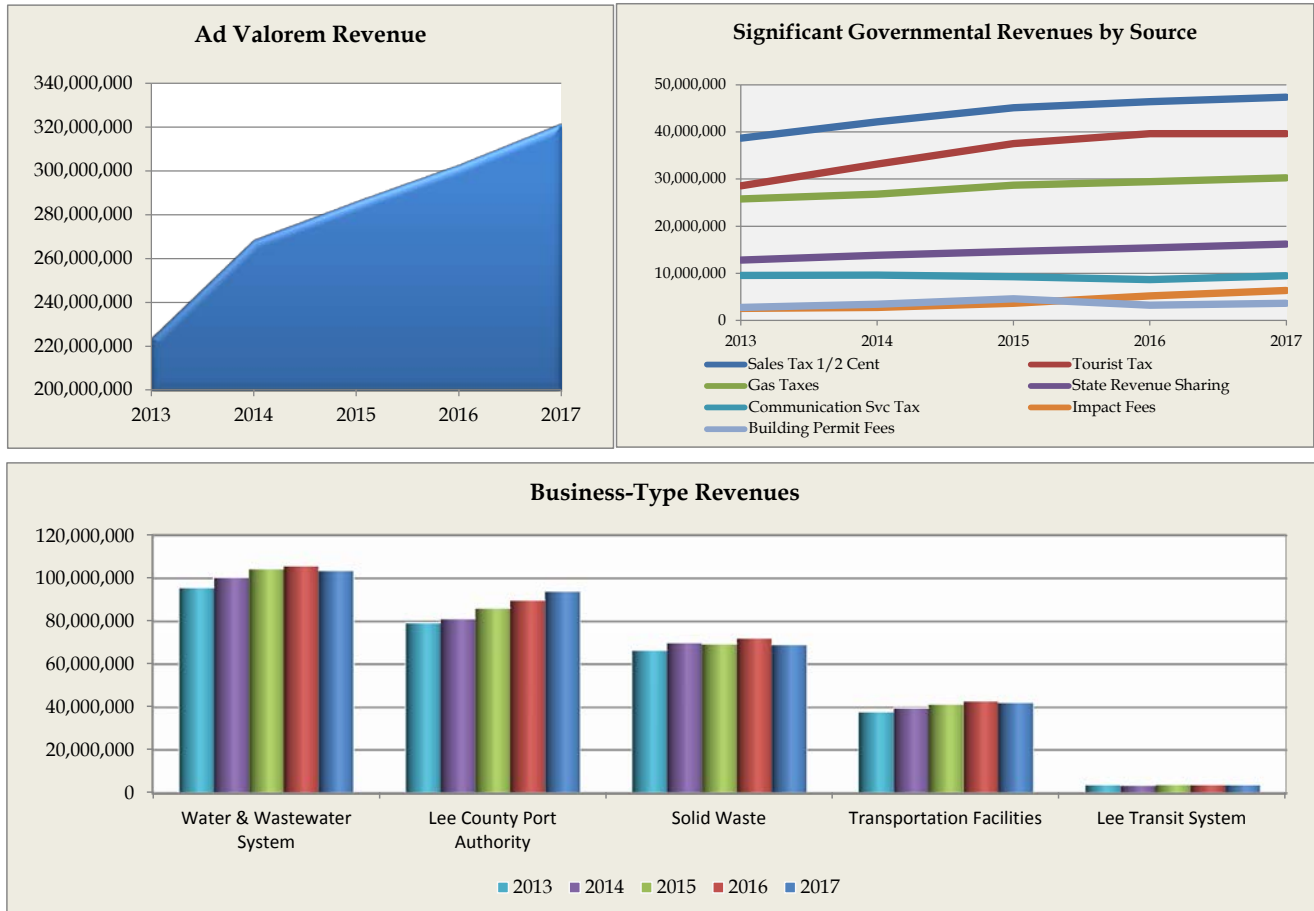 Ad Valorem Revenue
340,000,000
320,000,000
300,000,000
280,000,000
260,000,000
240,000,000
220,000,000
200,000,000
2013 2014 2015 2016 2017
Significant Governmental Revenues by Source
50,000,000
40,000,000
30,000,000
20,000,000
10,000,000
0
2013 2014 2015 2016 2017
Sales Tax 1/2 Cent Tourist Tax
Gas Taxes State Revenue Sharing
Communication Svc Tax Impact Fees
Building Permit Fees
Business-Type Revenues
120,000,000
100,000,000
80,000,000
60,000,000
40,000,000
20,000,000
0
Water & Wastewater Lee County Port Solid Waste Transportation Facilities Lee Transit System
System Authority
2013 2014 2015 2016 2017